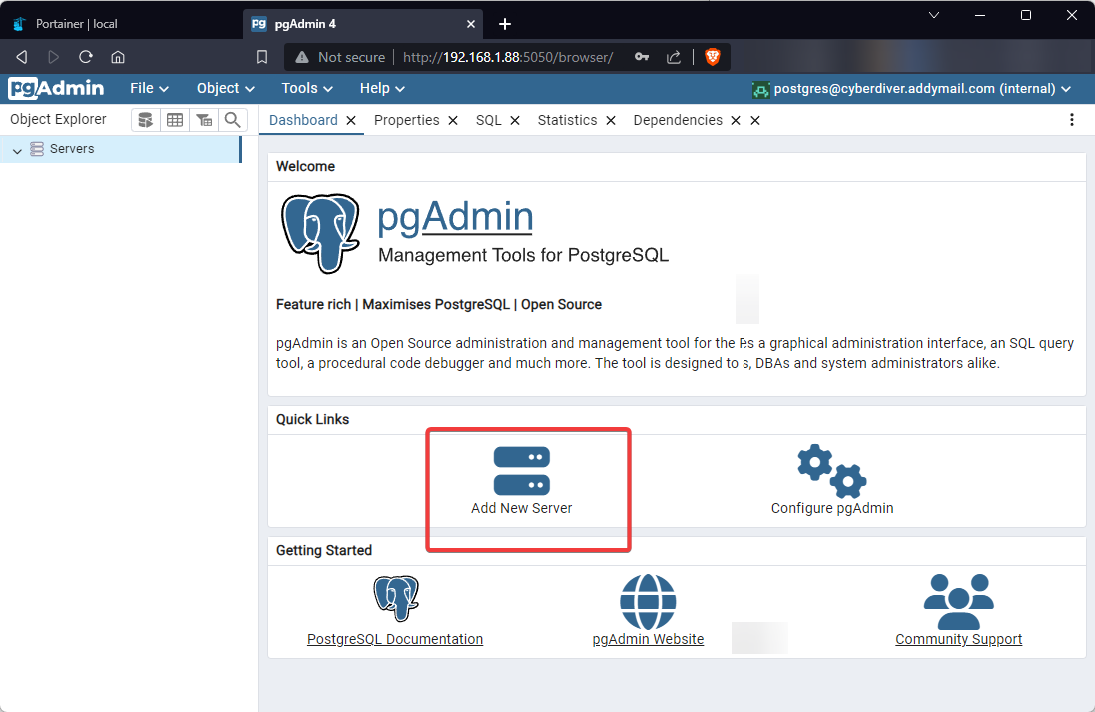 Portainer | local
pgAdmin 4
Not secure
http://192.168.1.88:5050/browser/
pgAdmin
File
Object
Tools
Help
postgres@cyberdiver.addymail.com (internal)
Object Explorer
Dashboard
Properties
SQL
Statistics
Dependencies
Servers
Welcome
pgAdmin
Management Tools for PostgreSQL
Feature rich | Maximises PostgreSQL | Open Source
pgAdmin is an Open Source administration and management tool for the a graphical administration interface, an SQL query
tool, a procedural code debugger and much more. The tool is designed to DBAs and system administrators alike.
Quick Links
Add New Server
Configure pgAdmin
Getting Started
PostgreSQL Documentation
pgAdmin Website
Community Support